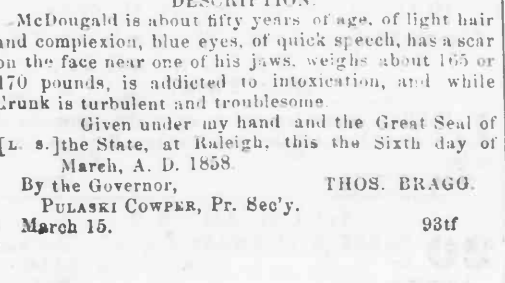 DESCRIPTION.
McDougald is about fifty years of age, of light hair
and complexion, blue eyes, of quick speech, has a scar
on the face near one of his jaws, weighs about 165 or
170 pounds, is addicted to intoxication, and while
drunk is turbulent and troublesome.
Given under my hand and the Great Seal of
[L. S.] the State, at Raleigh, this the Sixth day of
March, A. D. 1858.
By the Governor, THOS. BRAGG.
PULASKI COWPER, Pr. Sec'y.
March 15. 93tf